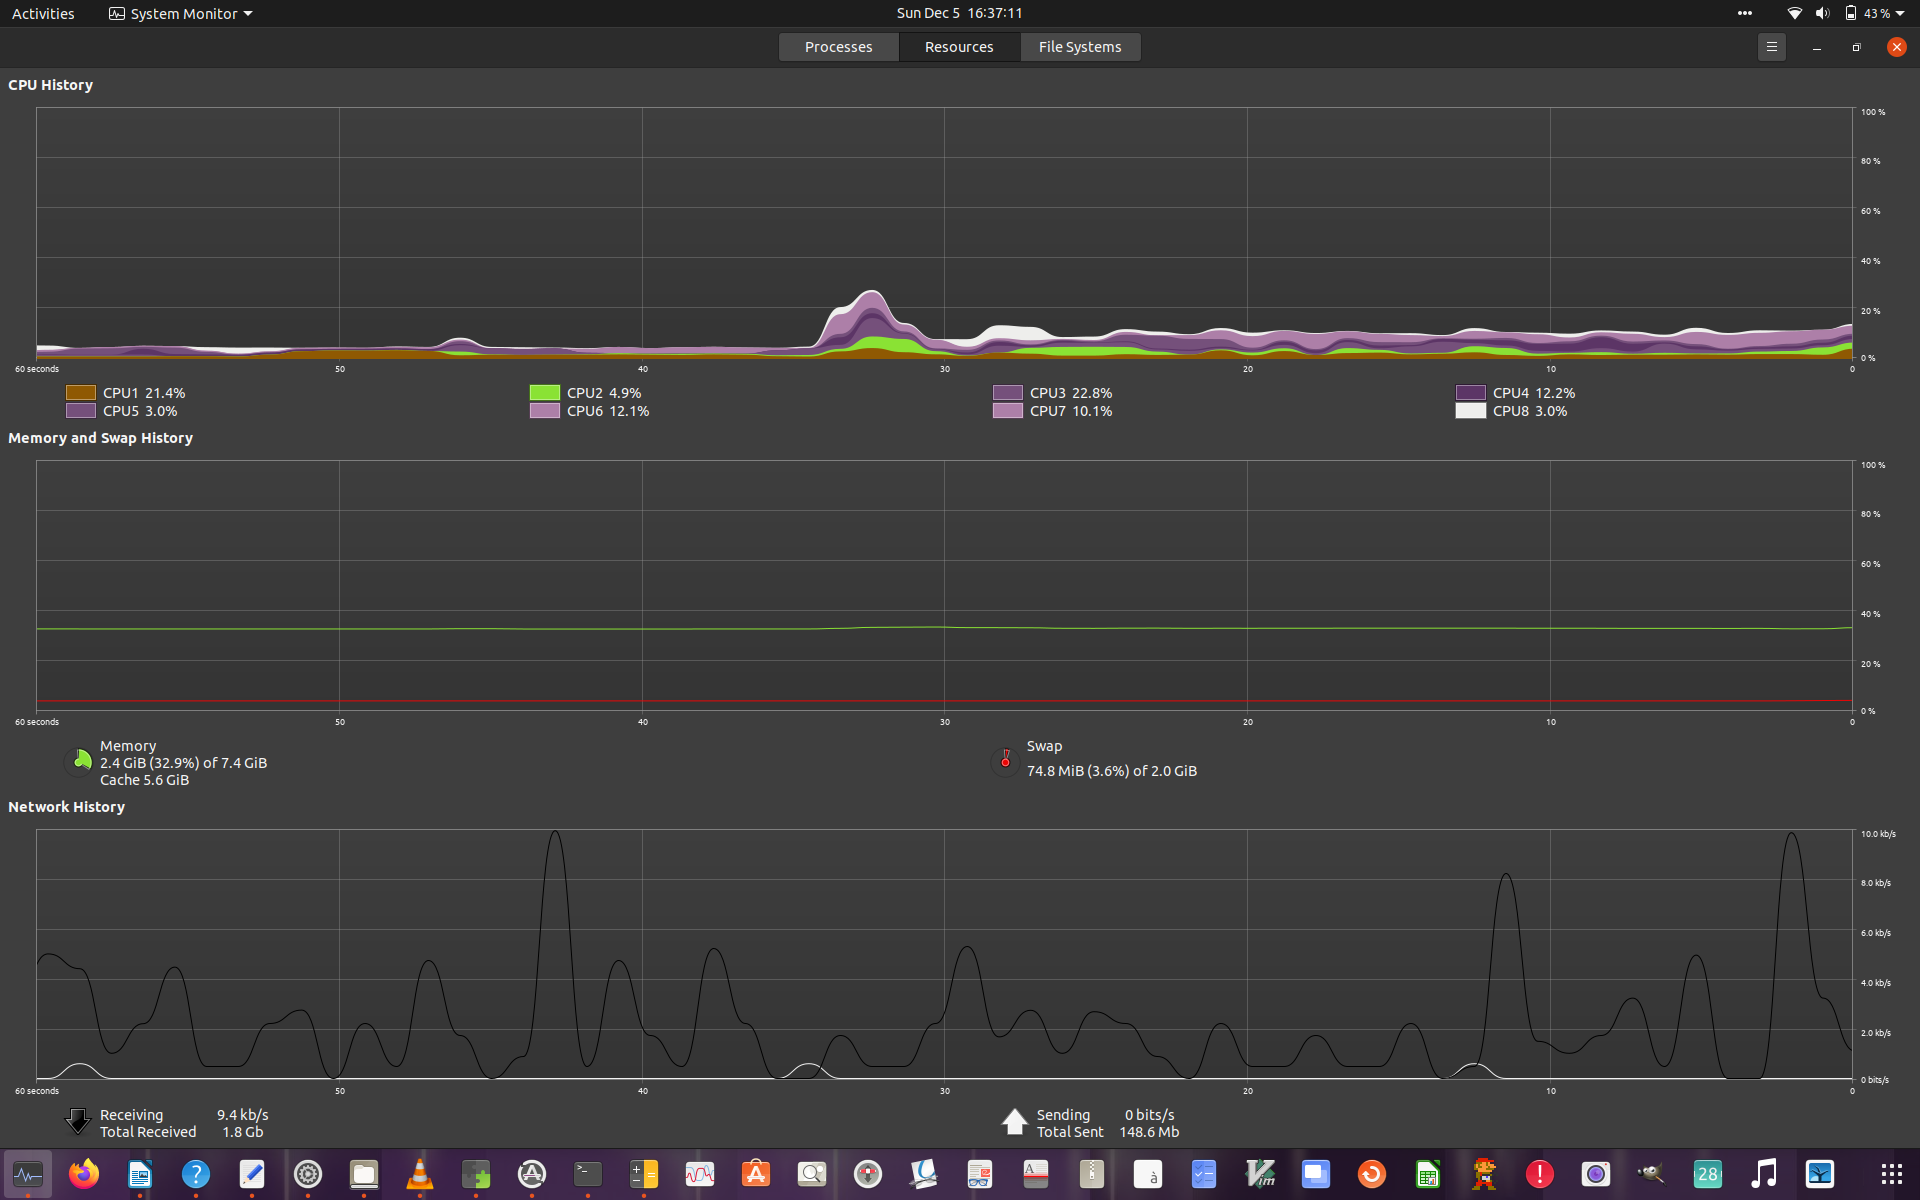 Activities System Monitor Sun Dec 5 16:37:11 43 %
Processes Resources File Systems
CPU History
100 %
80 %
60 %
40 %
20 %
0 %
60 seconds 50 40 30 20 10 0
CPU1 21.4% CPU2 4.9% CPU3 22.8% CPU4 12.2%
CPU5 3.0% CPU6 12.1% CPU7 10.1% CPU8 3.0%
Memory and Swap History
100 %
80 %
60 %
40 %
20 %
0 %
60 seconds 50 40 30 20 10 0
Memory
2.4 GiB (32.9%) of 7.4 GiB
Cache 5.6 GiB
Swap
74.8 MiB (3.6%) of 2.0 GiB
Network History
10.0 kb/s
8.0 kb/s
6.0 kb/s
4.0 kb/s
2.0 kb/s
0 bits/s
60 seconds 50 40 30 20 10 0
Receiving 9.4 kb/s
Total Received 1.8 Gb
Sending 0 bits/s
Total Sent 148.6 Mb
? >_ A à Vim ! 28